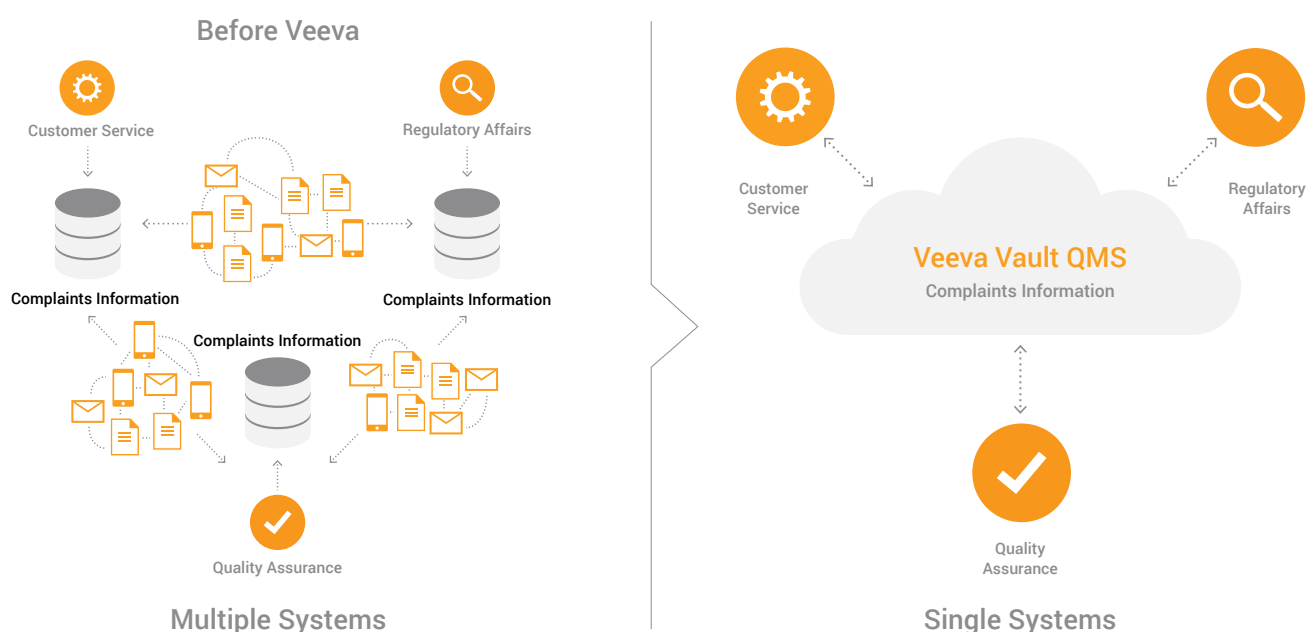 Before Veeva
Customer Service
Regulatory Affairs
Complaints Information
Complaints Information
Complaints Information
Quality Assurance
Multiple Systems
Customer
Service
Regulatory
Affairs
Veeva Vault QMS
Complaints Information
Quality
Assurance
Single Systems